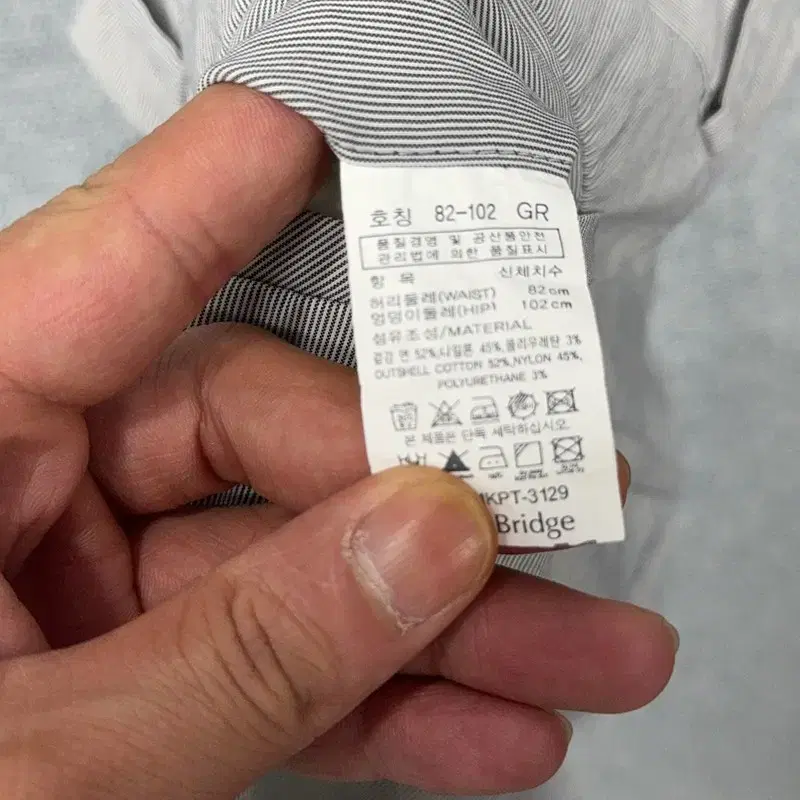 호칭 82-102 GR
품질경영 및 공산품안전
관리법에 의한 품질표시
항 목 신체치수
허리둘레(WAIST) 82cm
엉덩이둘레(HIP) 102cm
섬유조성/MATERIAL
겉감 면 52%,나일론 45%,폴리우레탄 3%
OUTSHELL COTTON 52%,NYLON 45%,
POLYURETHANE 3%
본 제품은 단독 세탁하십시오.
KPT-3129
Bridge